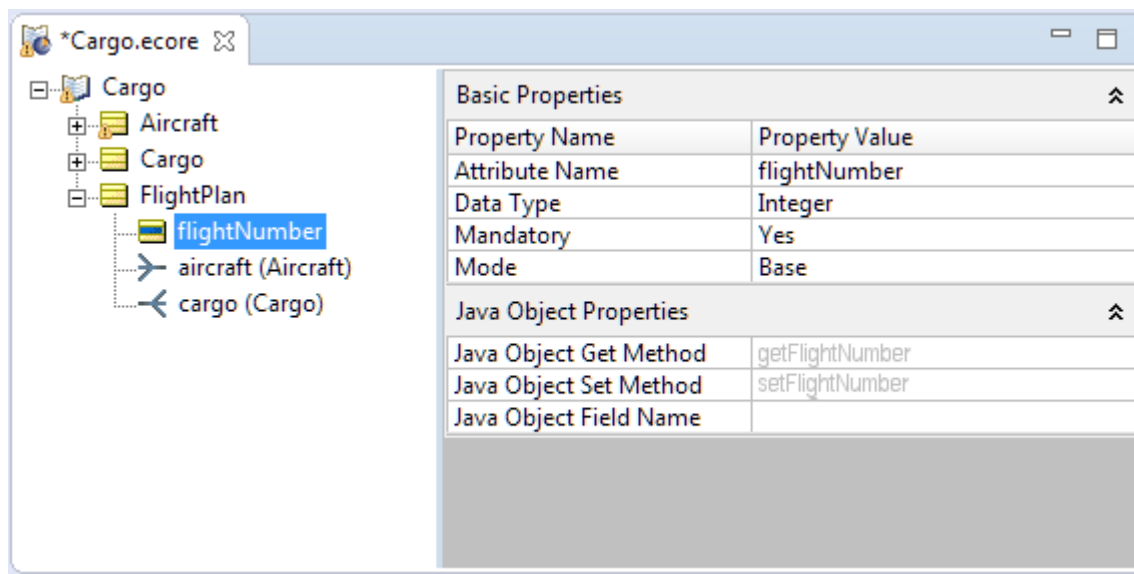 *Cargo.ecore
Cargo
Aircraft
Cargo
FlightPlan
flightNumber
aircraft (Aircraft)
cargo (Cargo)
Basic Properties
Property Name Property Value
Attribute Name flightNumber
Data Type Integer
Mandatory Yes
Mode Base
Java Object Properties
Java Object Get Method getFlightNumber
Java Object Set Method setFlightNumber
Java Object Field Name